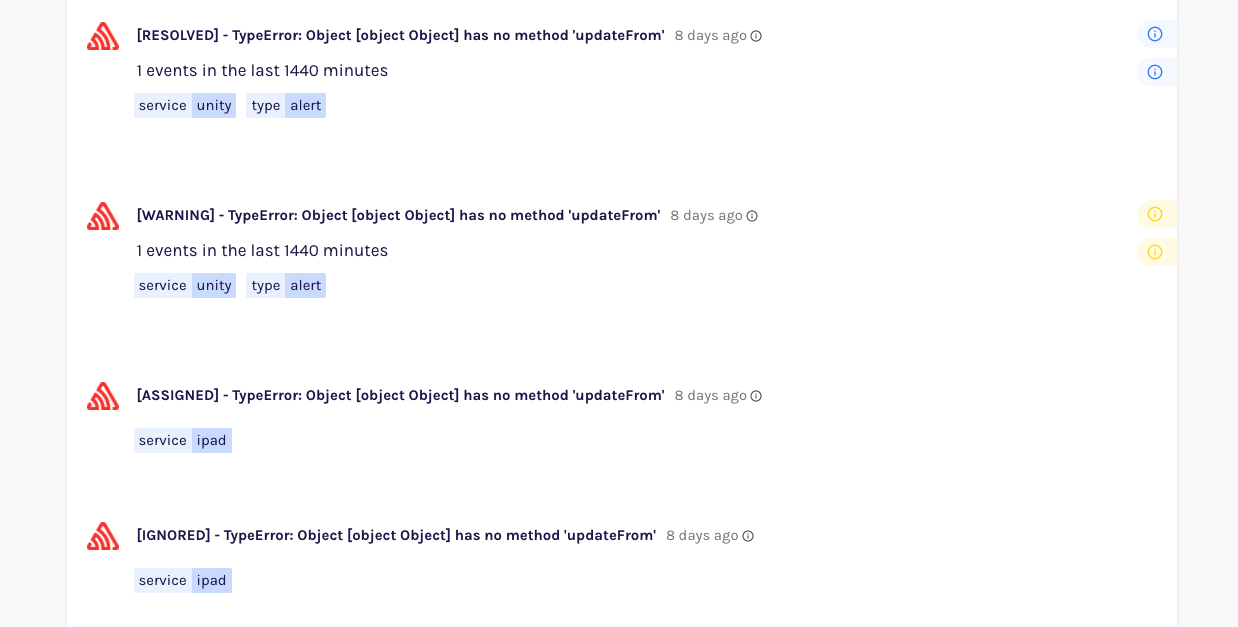 [RESOLVED] - TypeError: Object [object Object] has no method 'updateFrom' 8 days ago
1 events in the last 1440 minutes
service unity type alert
[WARNING] - TypeError: Object [object Object] has no method 'updateFrom' 8 days ago
1 events in the last 1440 minutes
service unity type alert
[ASSIGNED] - TypeError: Object [object Object] has no method 'updateFrom' 8 days ago
service ipad
[IGNORED] - TypeError: Object [object Object] has no method 'updateFrom' 8 days ago
service ipad